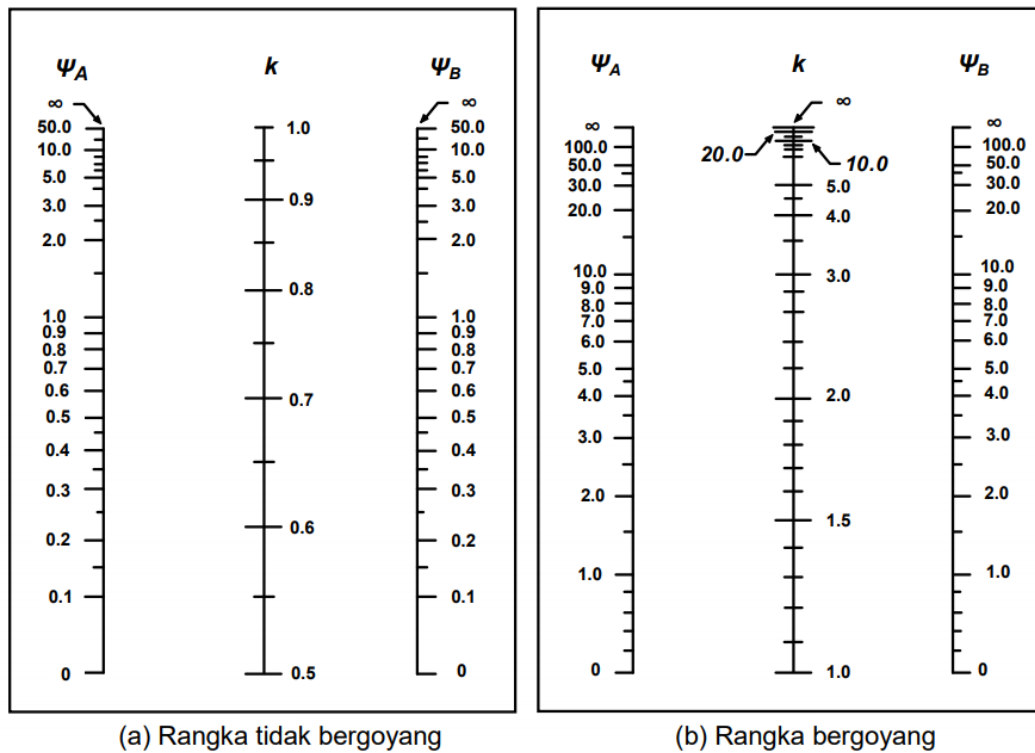 Ψ_A k Ψ_B
∞ ∞
50.0 1.0 50.0
10.0 10.0
5.0 5.0
0.9
3.0 3.0
2.0 2.0
0.8
1.0 1.0
0.9 0.9
0.8 0.8
0.7 0.7
0.6 0.7 0.6
0.5 0.5
0.4 0.4
0.3 0.3
0.6
0.2 0.2
0.1 0.1
0 0.5 0
(a) Rangka tidak bergoyang
Ψ_A k Ψ_B
∞
∞ ∞
100.0 20.0 10.0 100.0
50.0 50.0
30.0 5.0 30.0
20.0 4.0 20.0
10.0 3.0 10.0
9.0 9.0
8.0 8.0
7.0 7.0
6.0 6.0
5.0 5.0
4.0 2.0 4.0
3.0 3.0
2.0 2.0
1.5
1.0 1.0
0 1.0 0
(b) Rangka bergoyang